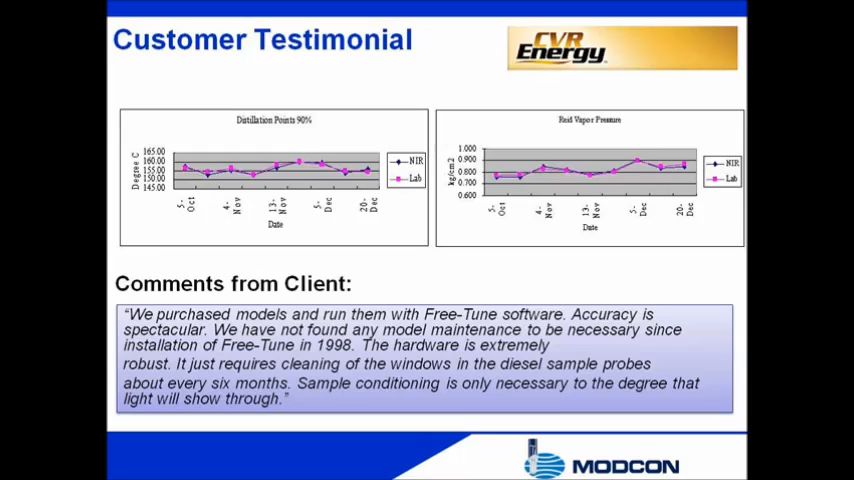 Customer Testimonial
CVR
Energy
Distillation Points 90%
165.00
160.00
155.00
150.00
145.00
Degree C
NIR
Lab
5-Oct
4-Nov
13-Nov
5-Dec
20-Dec
Date
Reid Vapor Pressure
1.000
0.900
0.800
0.700
0.600
kg/cm2
NIR
Lab
5-Oct
4-Nov
13-Nov
5-Dec
20-Dec
Date
Comments from Client:
“We purchased models and run them with Free-Tune software. Accuracy is
spectacular. We have not found any model maintenance to be necessary since
installation of Free-Tune in 1998. The hardware is extremely
robust. It just requires cleaning of the windows in the diesel sample probes
about every six months. Sample conditioning is only necessary to the degree that
light will show through.”
MODCON